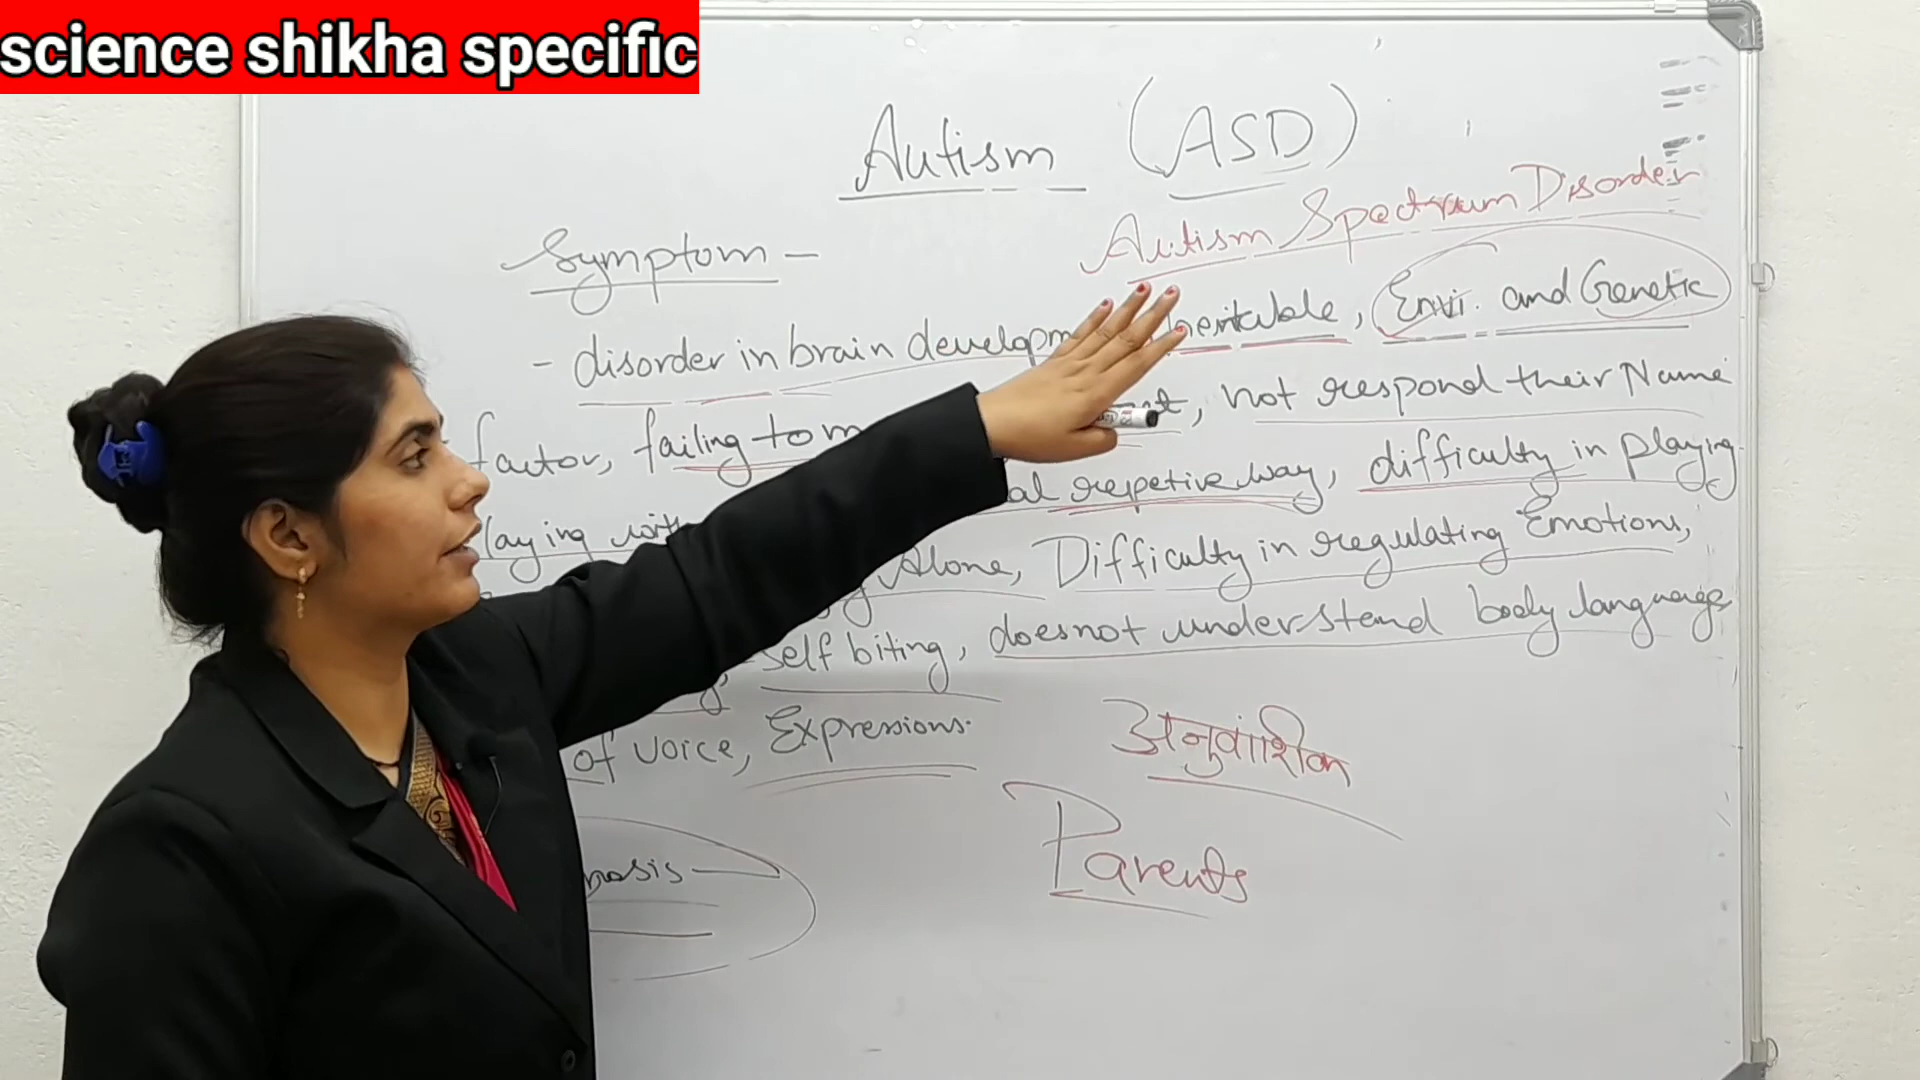 science shikha specific
Autism (ASD)
Autism Spectrum Disorder
Symptom -
- disorder in brain developm heritable, Envi. and Genetic
factor, failing to m , not respond their Name
laying with al repetive way, difficulty in playing
Alone, Difficulty in regulating Emotions,
self biting, doesnot understand body language
of voice, Expressions.
अनुवांशिक
Parents
nosis